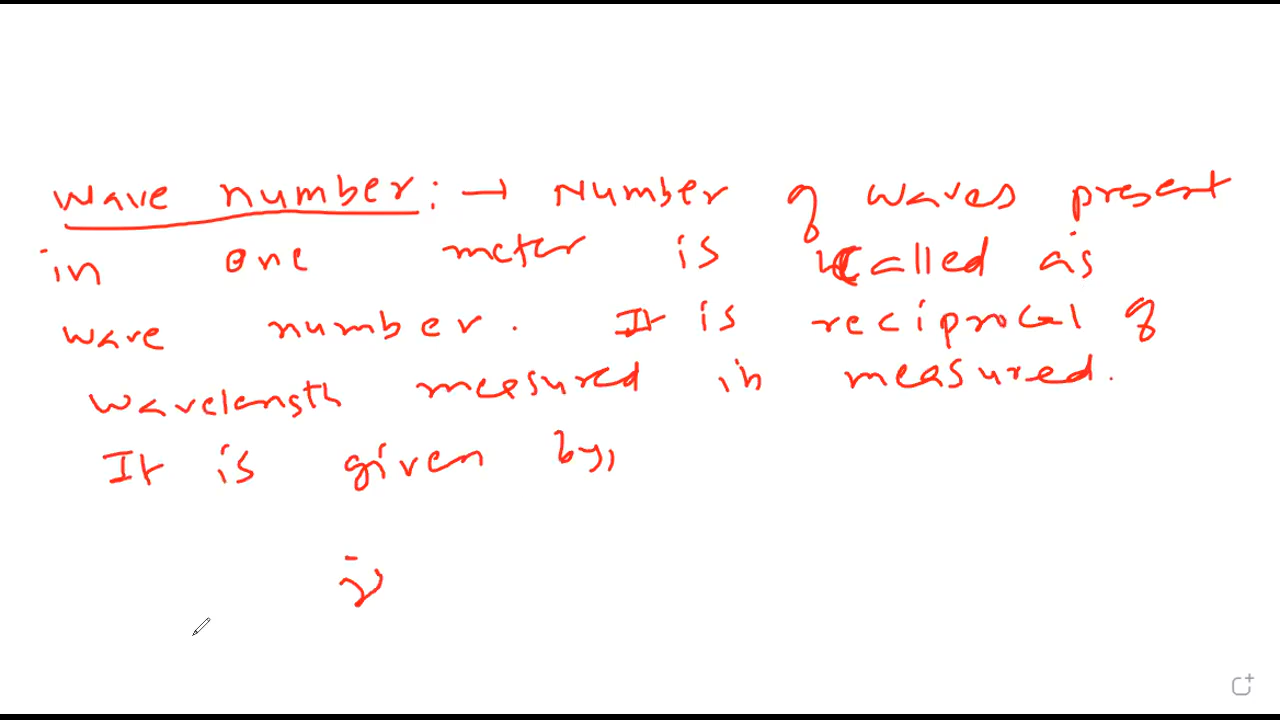 wave number : → Number of waves present
in one meter is called as
wave number. It is reciprocal of
wavelength measured in measured.
It is given by,
ν̄